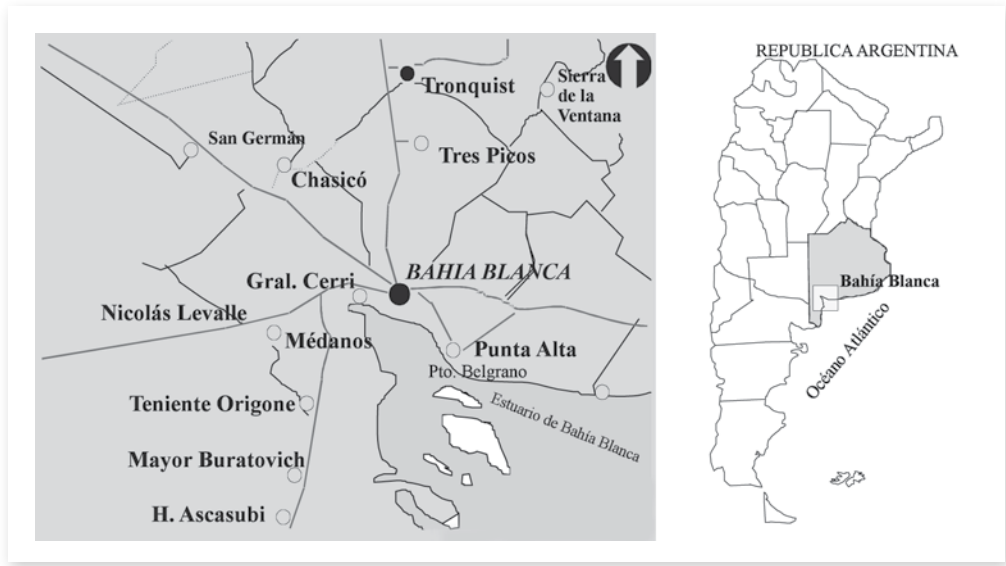 Tronquist
Sierra
de la
Ventana
San Germán
Tres Picos
Chasicó
BAHIA BLANCA
Gral. Cerri
Nicolás Levalle
Médanos
Punta Alta
Pto. Belgrano
Teniente Origone
Estuario de Bahía Blanca
Mayor Buratovich
H. Ascasubi
REPUBLICA ARGENTINA
Bahía Blanca
Océano Atlántico